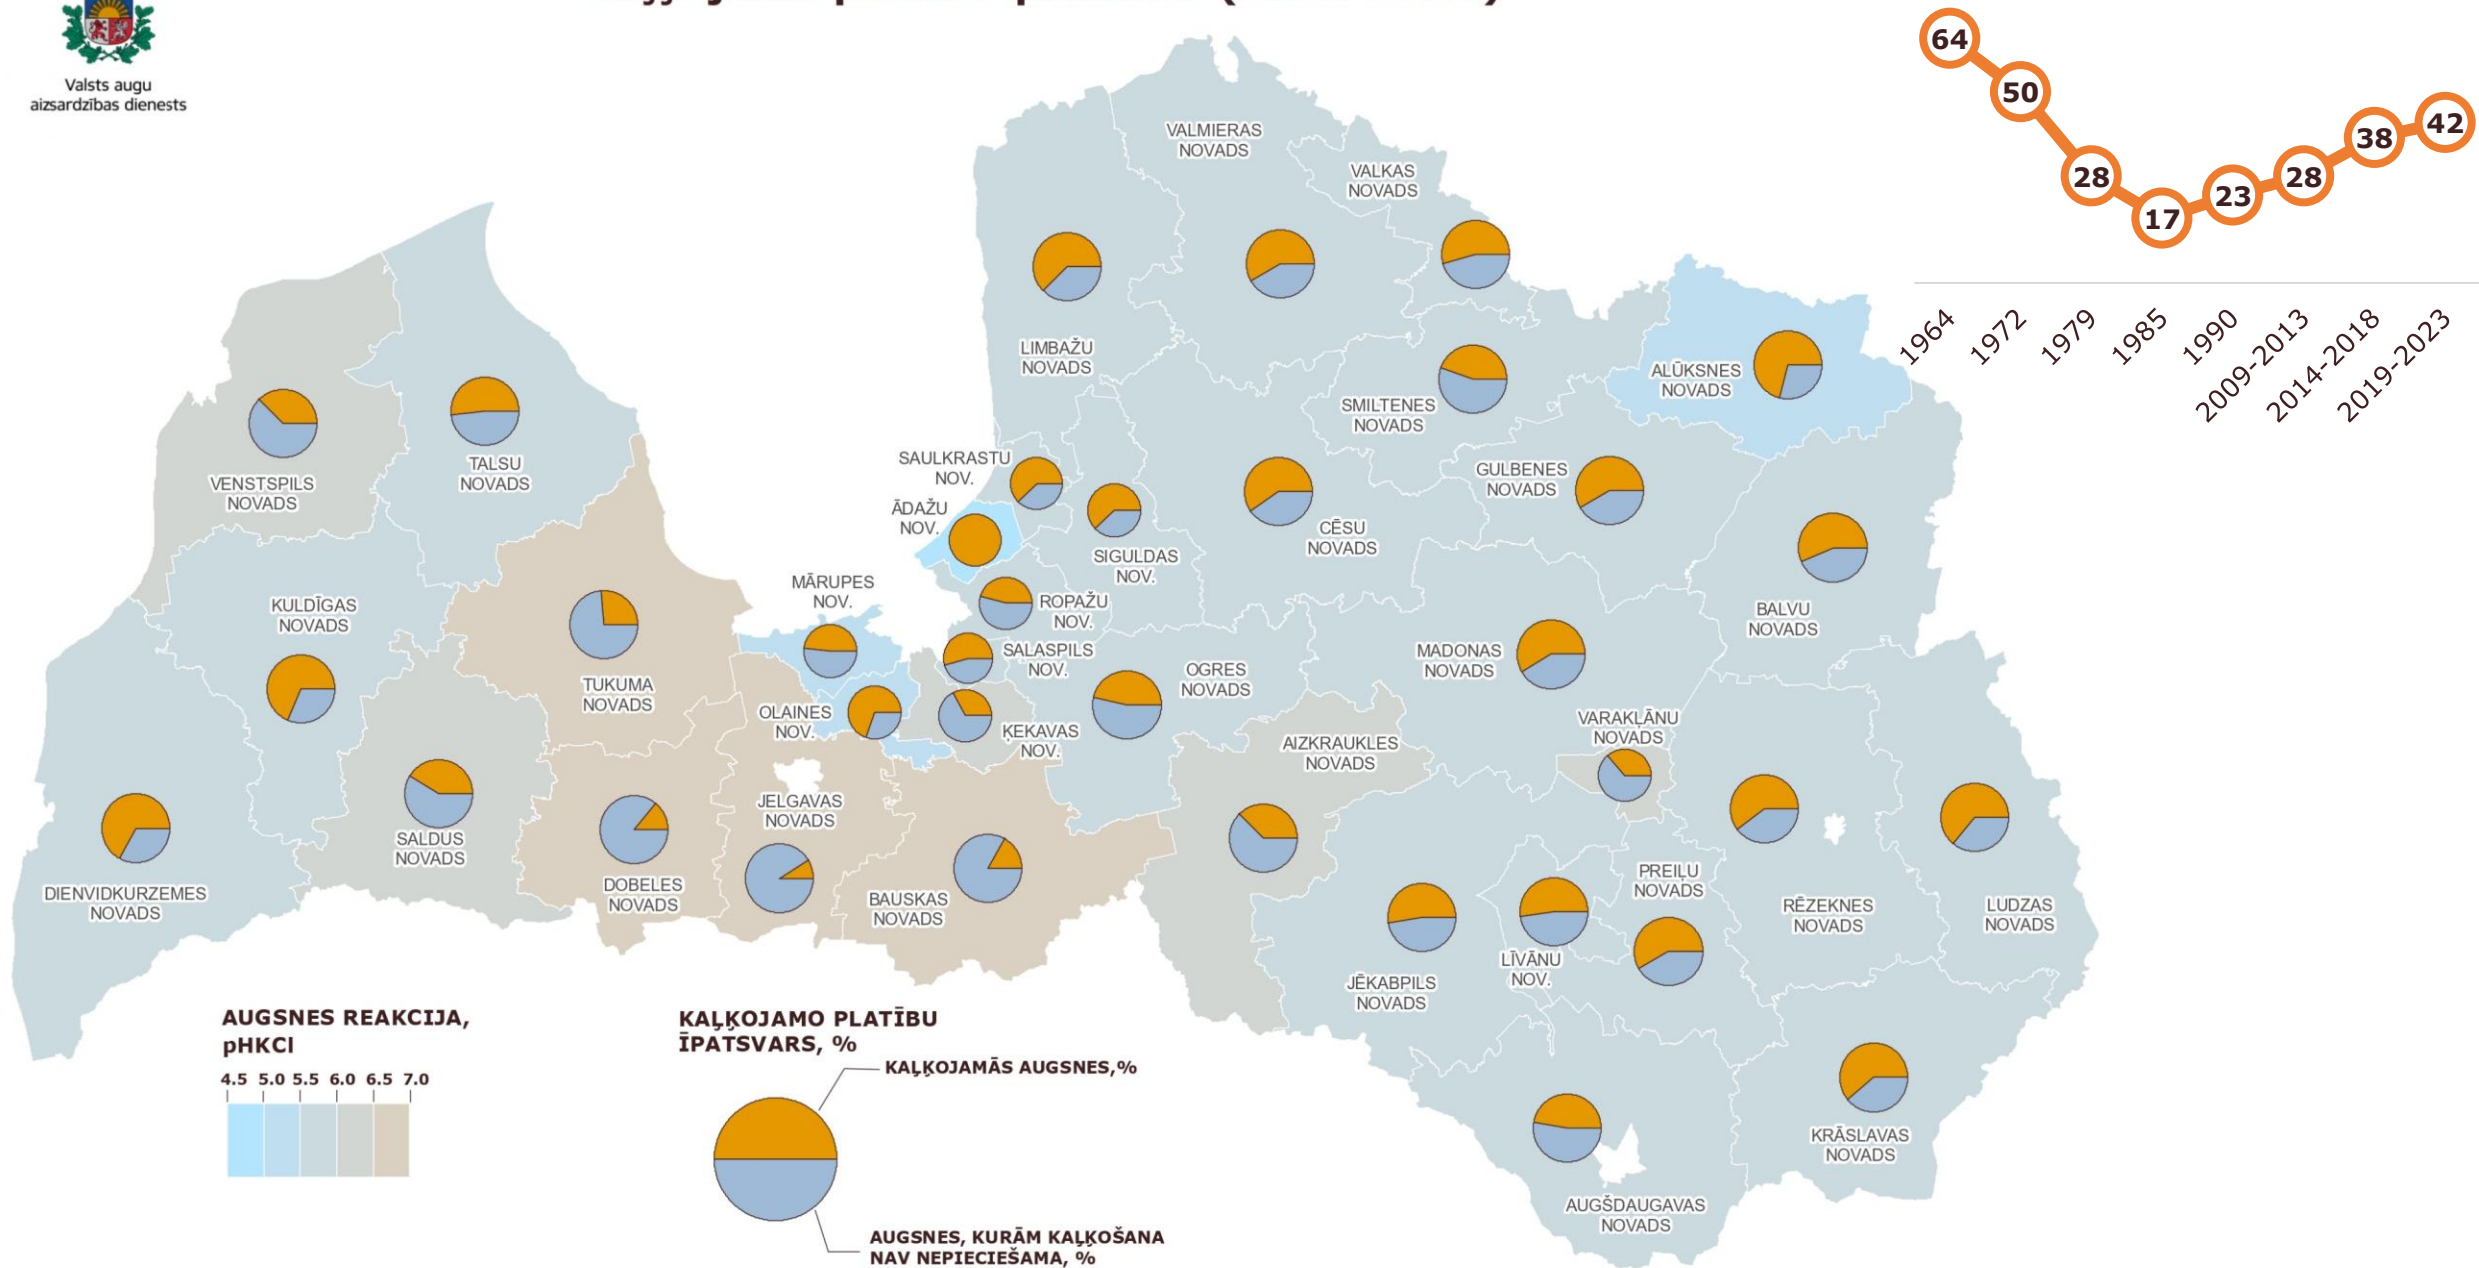 Valsts augu
aizsardzības dienests
64
50
28
17
23
28
38
42
1964
1972
1979
1985
1990
2009-2013
2014-2018
2019-2023
VALMIERAS
NOVADS
VALKAS
NOVADS
LIMBAŽU
NOVADS
ALŪKSNES
NOVADS
SMILTENES
NOVADS
SAULKRASTU
NOV.
ĀDAŽU
NOV.
GULBENES
NOVADS
TALSU
NOVADS
VENSTSPILS
NOVADS
CĒSU
NOVADS
SIGULDAS
NOV.
MĀRUPES
NOV.
ROPAŽU
NOV.
KULDĪGAS
NOVADS
BALVU
NOVADS
SALASPILS
NOV.
OGRES
NOVADS
MADONAS
NOVADS
TUKUMA
NOVADS
OLAINES
NOV.
ĶEKAVAS
NOV.
VARAKĻĀNU
NOVADS
AIZKRAUKLES
NOVADS
JELGAVAS
NOVADS
SALDUS
NOVADS
DIENVIDKURZEMES
NOVADS
DOBELES
NOVADS
BAUSKAS
NOVADS
PREIĻU
NOVADS
RĒZEKNES
NOVADS
LUDZAS
NOVADS
LĪVĀNU
NOV.
JĒKABPILS
NOVADS
KRĀSLAVAS
NOVADS
AUGŠDAUGAVAS
NOVADS
AUGSNES REAKCIJA,
pHKCl
4.5 5.0 5.5 6.0 6.5 7.0
KAĻĶOJAMO PLATĪBU
ĪPATSVARS, %
KAĻĶOJAMĀS AUGSNES,%
AUGSNES, KURĀM KAĻĶOŠANA
NAV NEPIECIEŠAMA, %